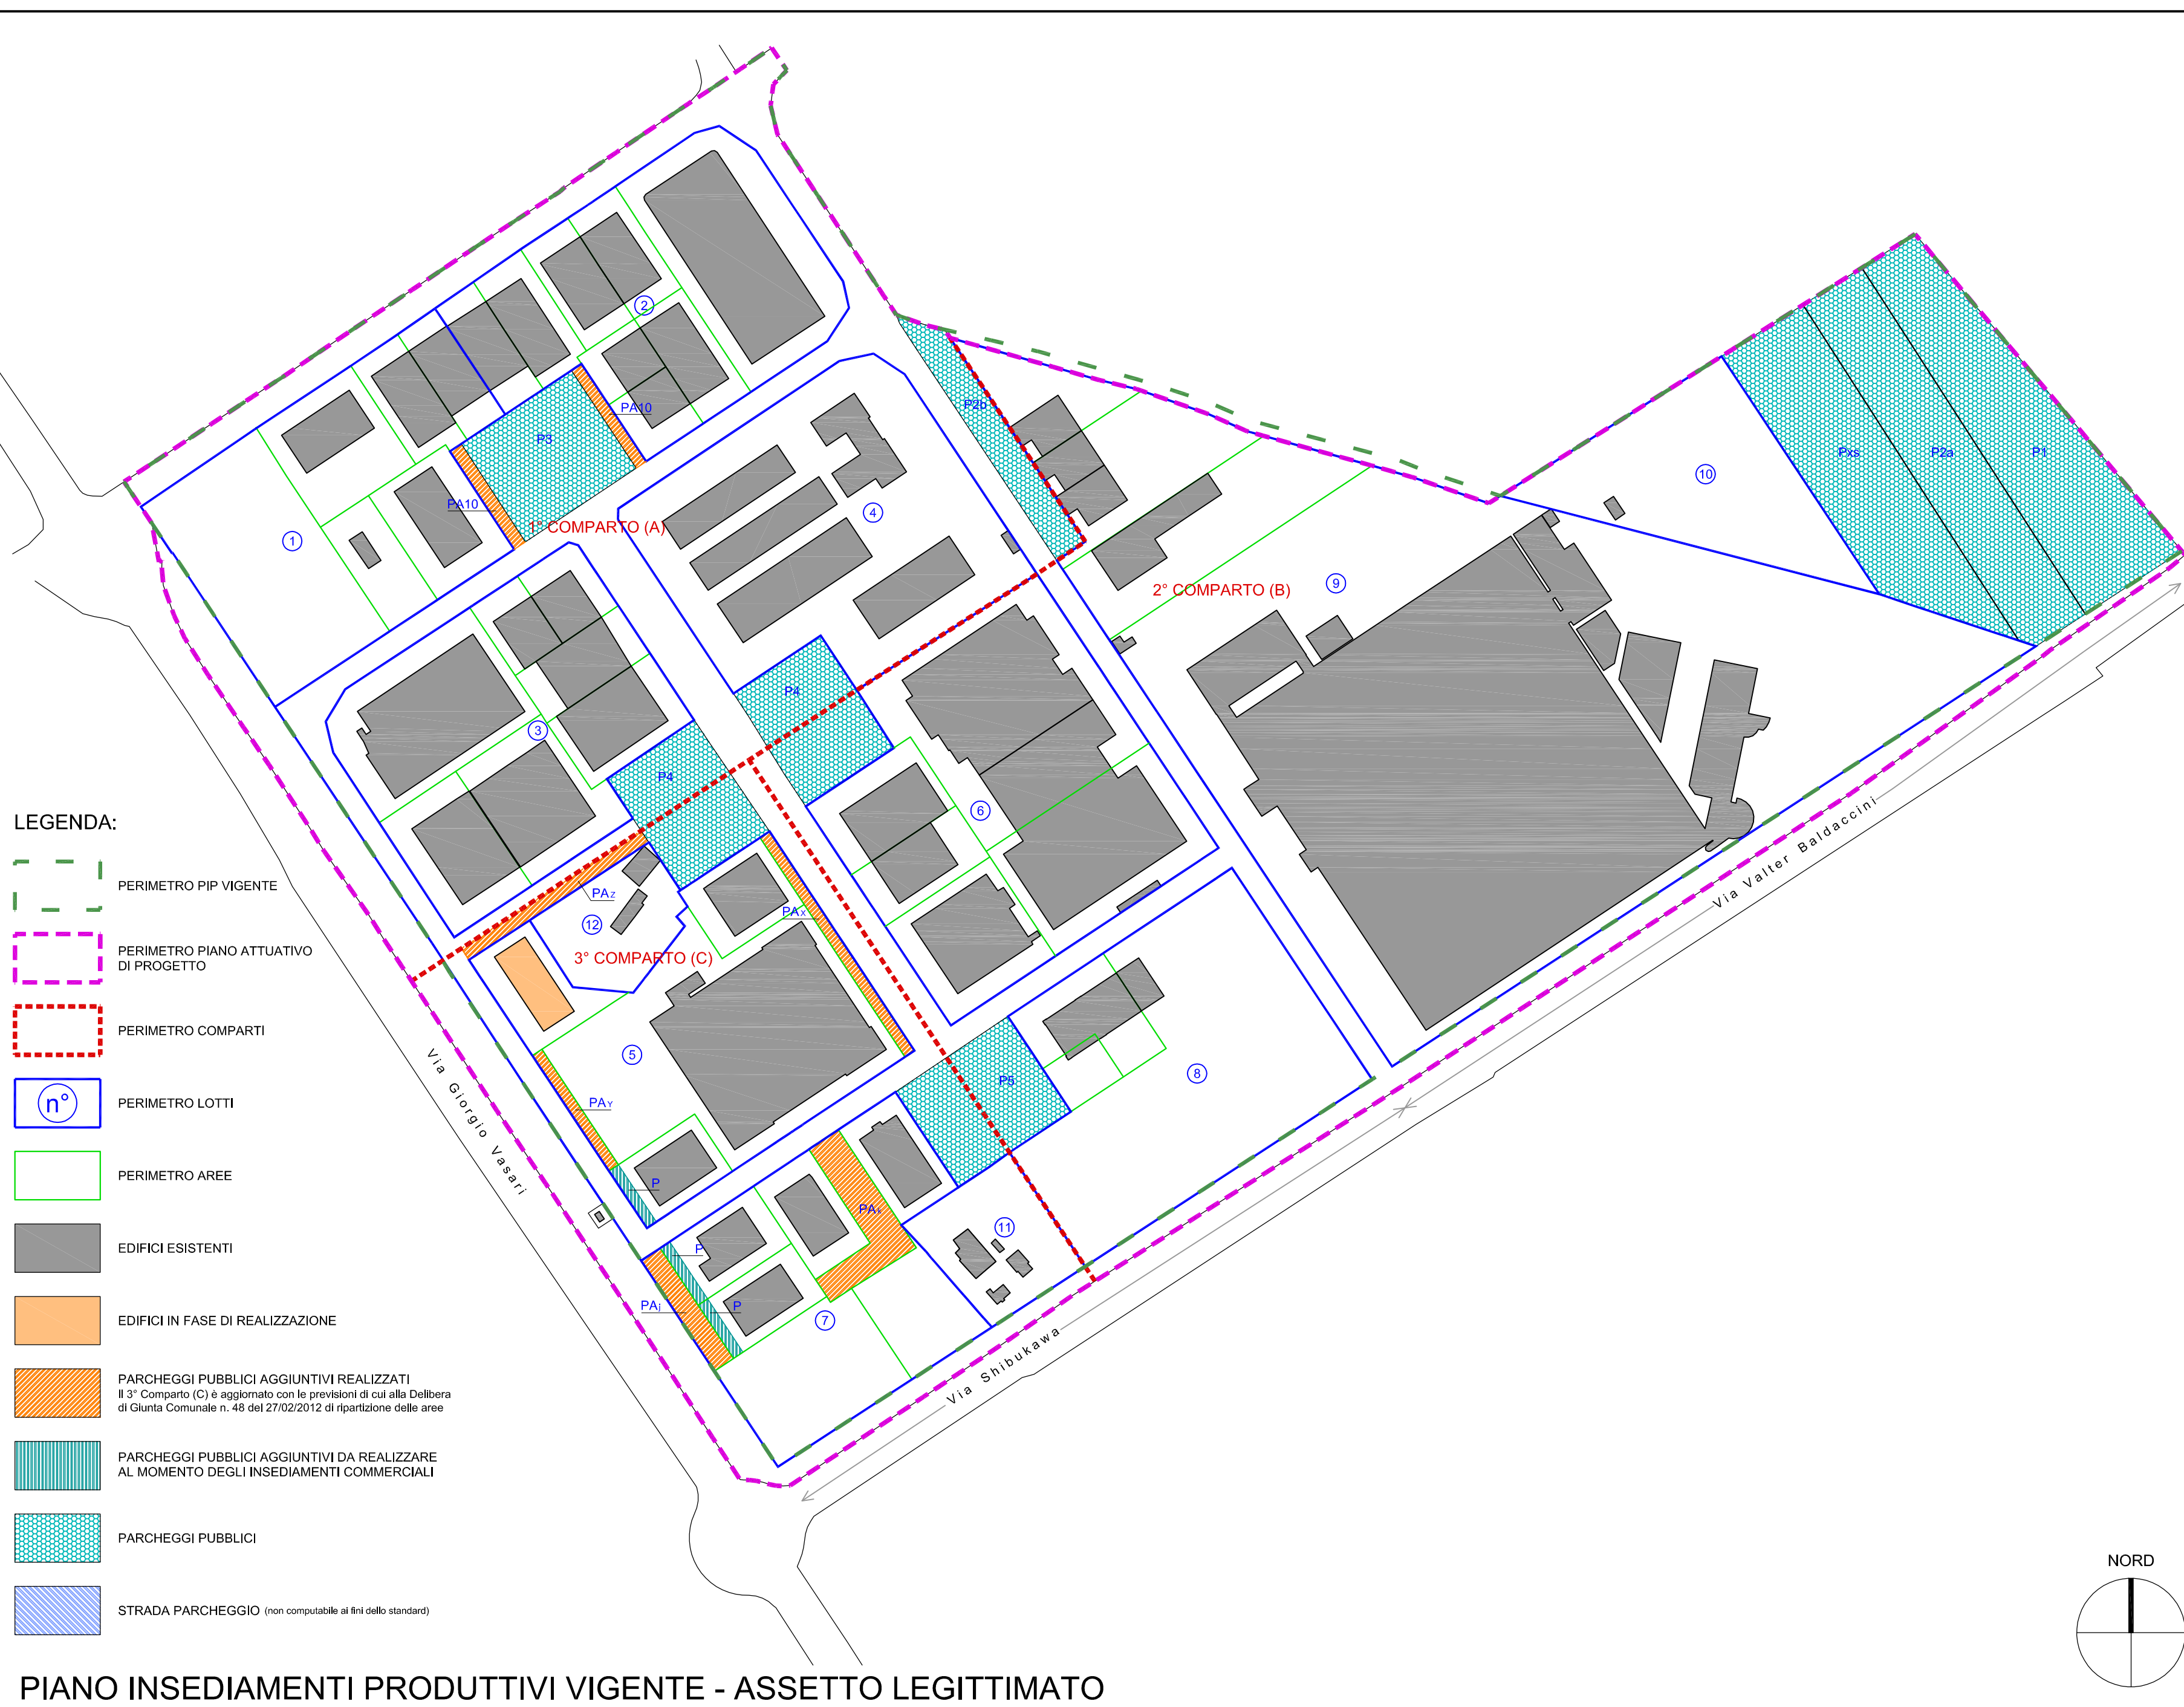 2
PA10
P3
P2b
PA10
1° COMPARTO (A)
1
4
10
Pxs
P2a
P1
2° COMPARTO (B)
9
3
P4
P4
6
LEGENDA:
PERIMETRO PIP VIGENTE
PERIMETRO PIANO ATTUATIVO
DI PROGETTO
PERIMETRO COMPARTI
n°
PERIMETRO LOTTI
PERIMETRO AREE
EDIFICI ESISTENTI
EDIFICI IN FASE DI REALIZZAZIONE
PARCHEGGI PUBBLICI AGGIUNTIVI REALIZZATI
Il 3° Comparto (C) è aggiornato con le previsioni di cui alla Delibera
di Giunta Comunale n. 48 del 27/02/2012 di ripartizione delle aree
PARCHEGGI PUBBLICI AGGIUNTIVI DA REALIZZARE
AL MOMENTO DEGLI INSEDIAMENTI COMMERCIALI
PARCHEGGI PUBBLICI
STRADA PARCHEGGIO (non computabile ai fini dello standard)
PAZ
12
PAX
3° COMPARTO (C)
5
PAY
P
P5
8
PAk
P
PAj
P
7
11
Via Giorgio Vasari
Via Shibukawa
Via Valter Baldaccini
NORD
PIANO INSEDIAMENTI PRODUTTIVI VIGENTE - ASSETTO LEGITTIMATO